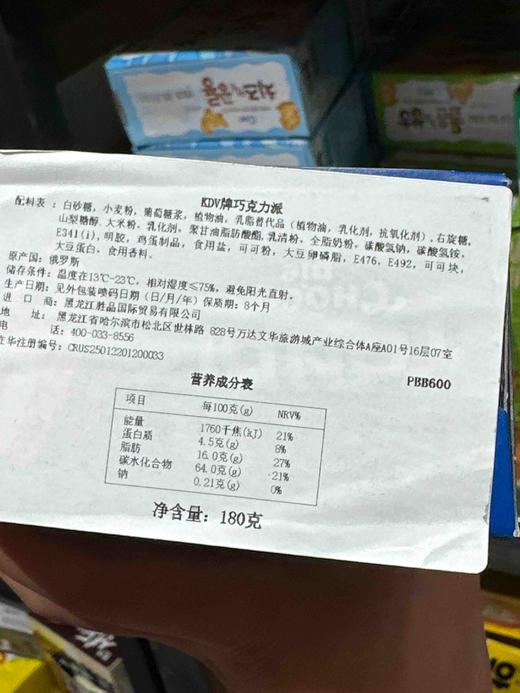 KDV牌巧克力派
配料表：白砂糖，小麦粉，葡萄糖浆，植物油，乳脂替代品（植物油，乳化剂，抗氧化剂），右旋糖，
山梨糖醇，大米粉，乳化剂，聚甘油脂肪酸酯，乳清粉，全脂奶粉，碳酸氢钠，碳酸氢铵，
E341(i)，明胶，鸡蛋制品，食用盐，可可粉，大豆卵磷脂，E476，E492，可可块，
大豆蛋白，食用香料。
原产国：俄罗斯
储存条件：温度在13℃-23℃，相对湿度≤75%，避免阳光直射。
生产日期：见外包装喷码日期（日/月/年）保质期：8个月
进口商：黑龙江胜品国际贸易有限公司
地址：黑龙江省哈尔滨市松北区世林路 828号万达文华旅游城产业综合体A座A01号16层07室
电话：400-033-8556
在华注册编号：CRUS25012201200033
PBB600
营养成分表
项目 每100克(g) NRV%
能量 1760千焦(kJ) 21%
蛋白质 4.5克(g) 8%
脂肪 16.0克(g) 27%
碳水化合物 64.0克(g) 21%
钠 0.21克(g) 0%
净含量：180克